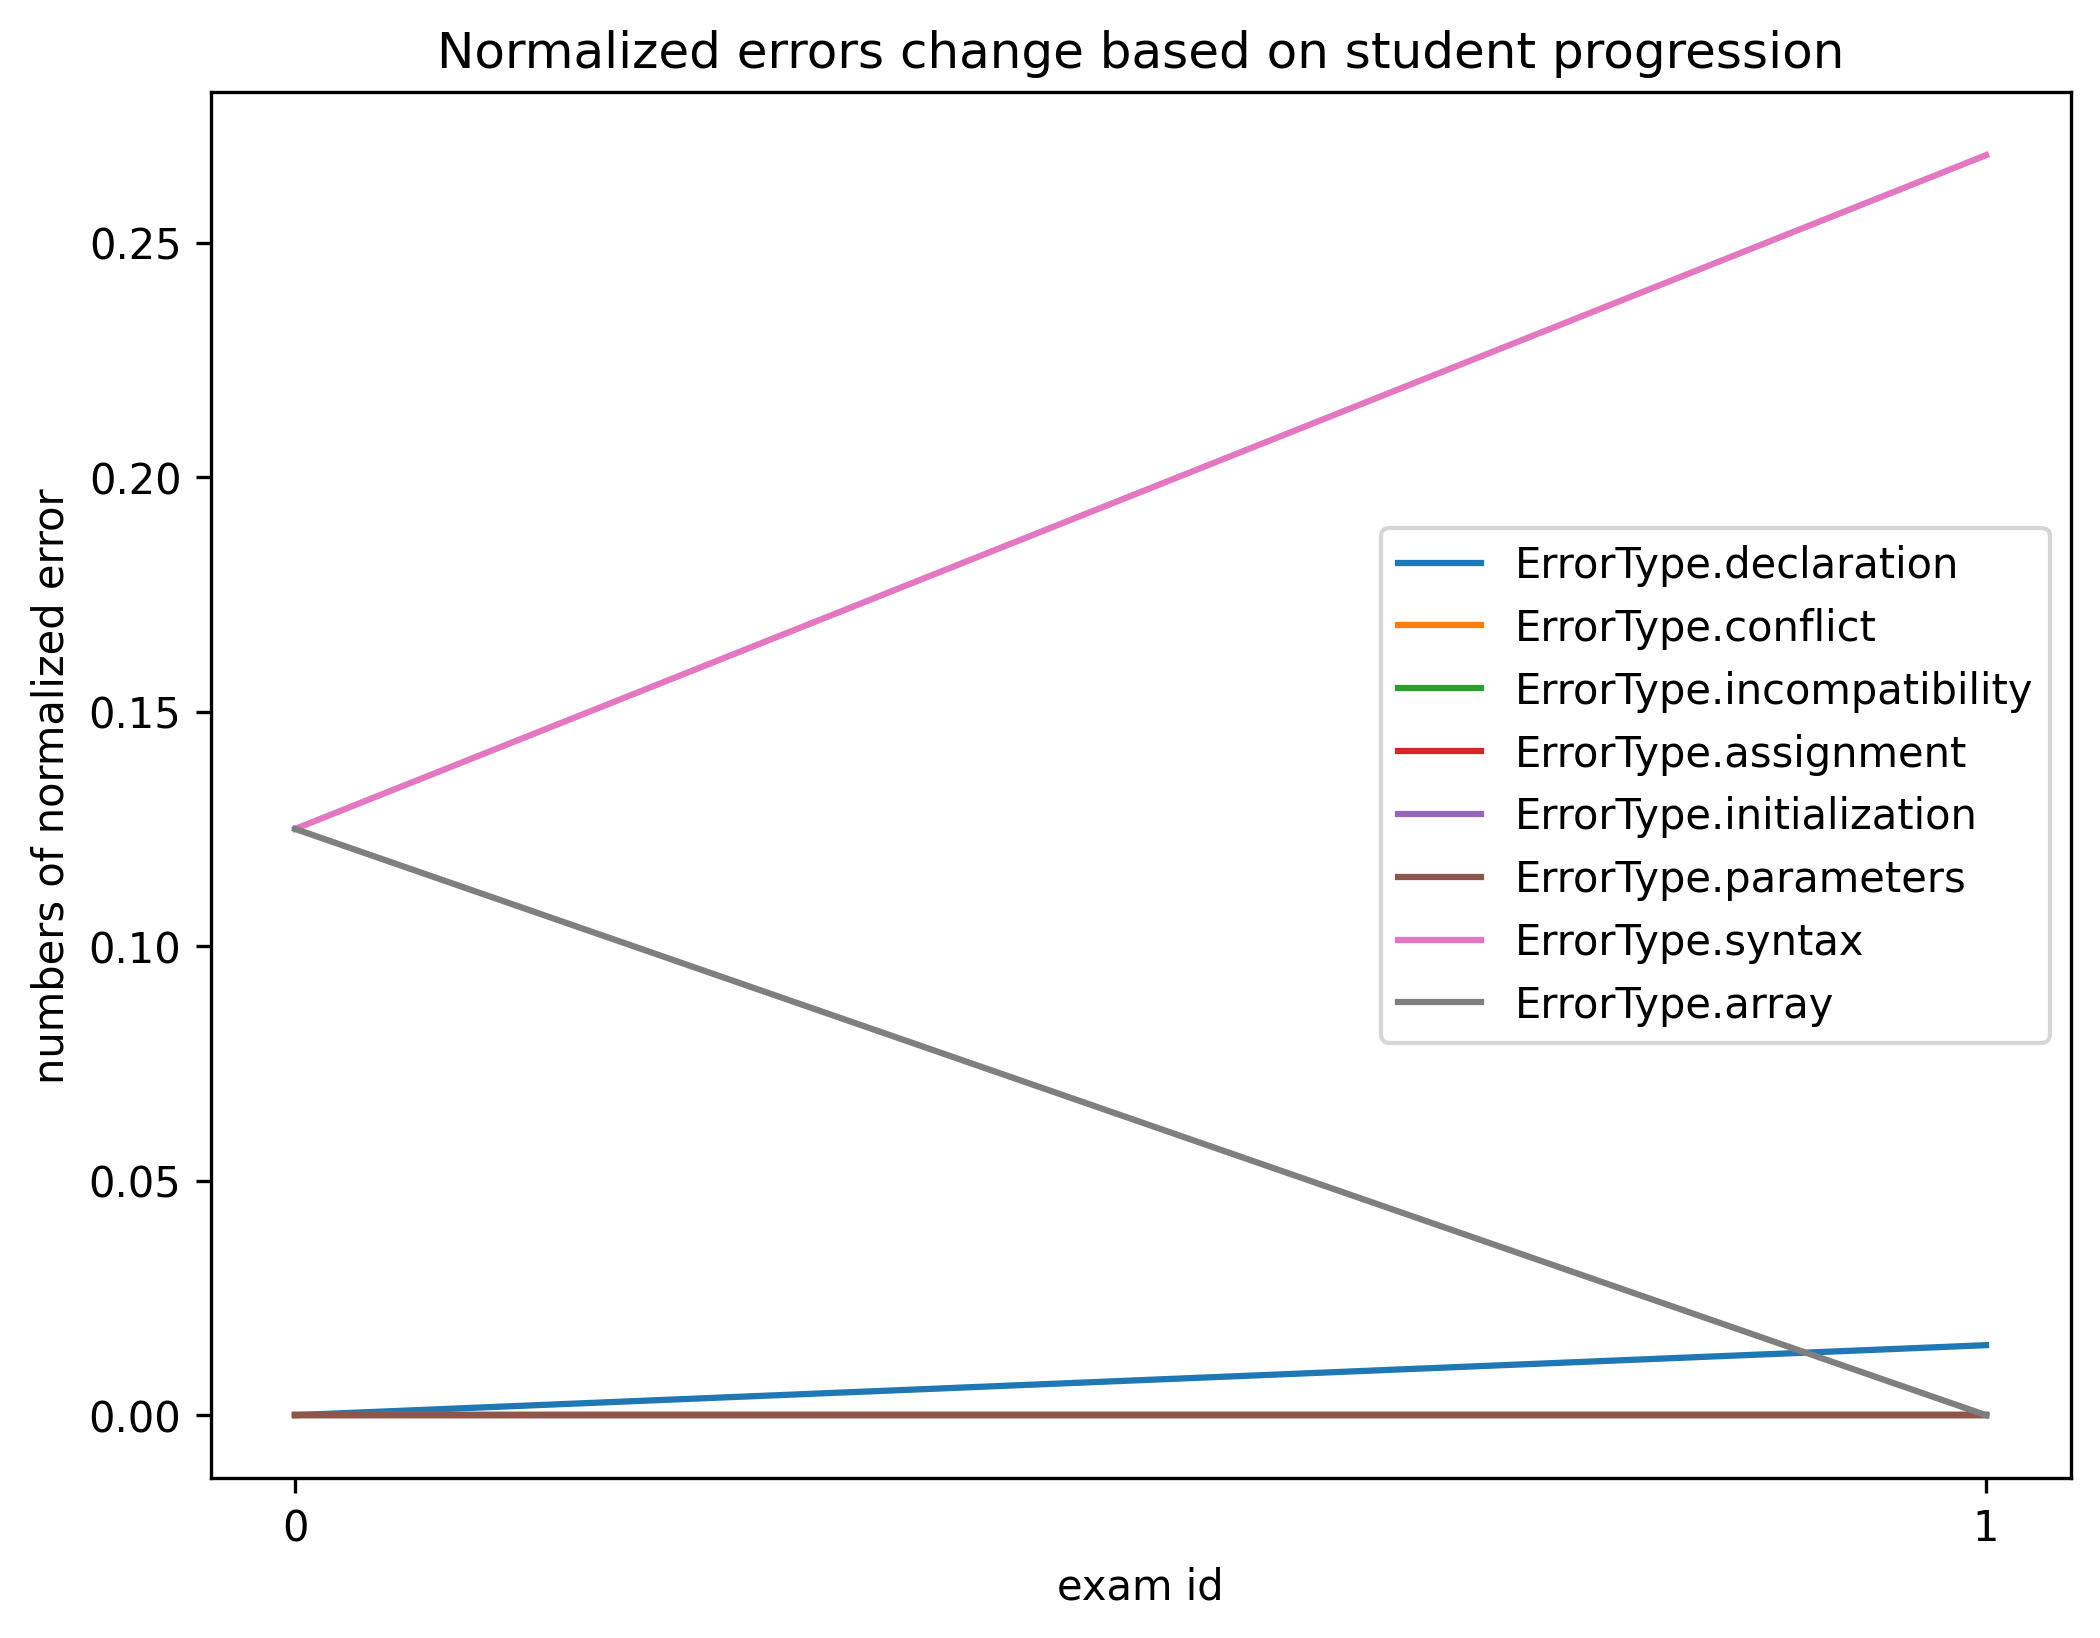 Normalized errors change based on student progression
numbers of normalized error
0.25
0.20
0.15
0.10
0.05
0.00
ErrorType.declaration
ErrorType.conflict
ErrorType.incompatibility
ErrorType.assignment
ErrorType.initialization
ErrorType.parameters
ErrorType.syntax
ErrorType.array
0
1
exam id